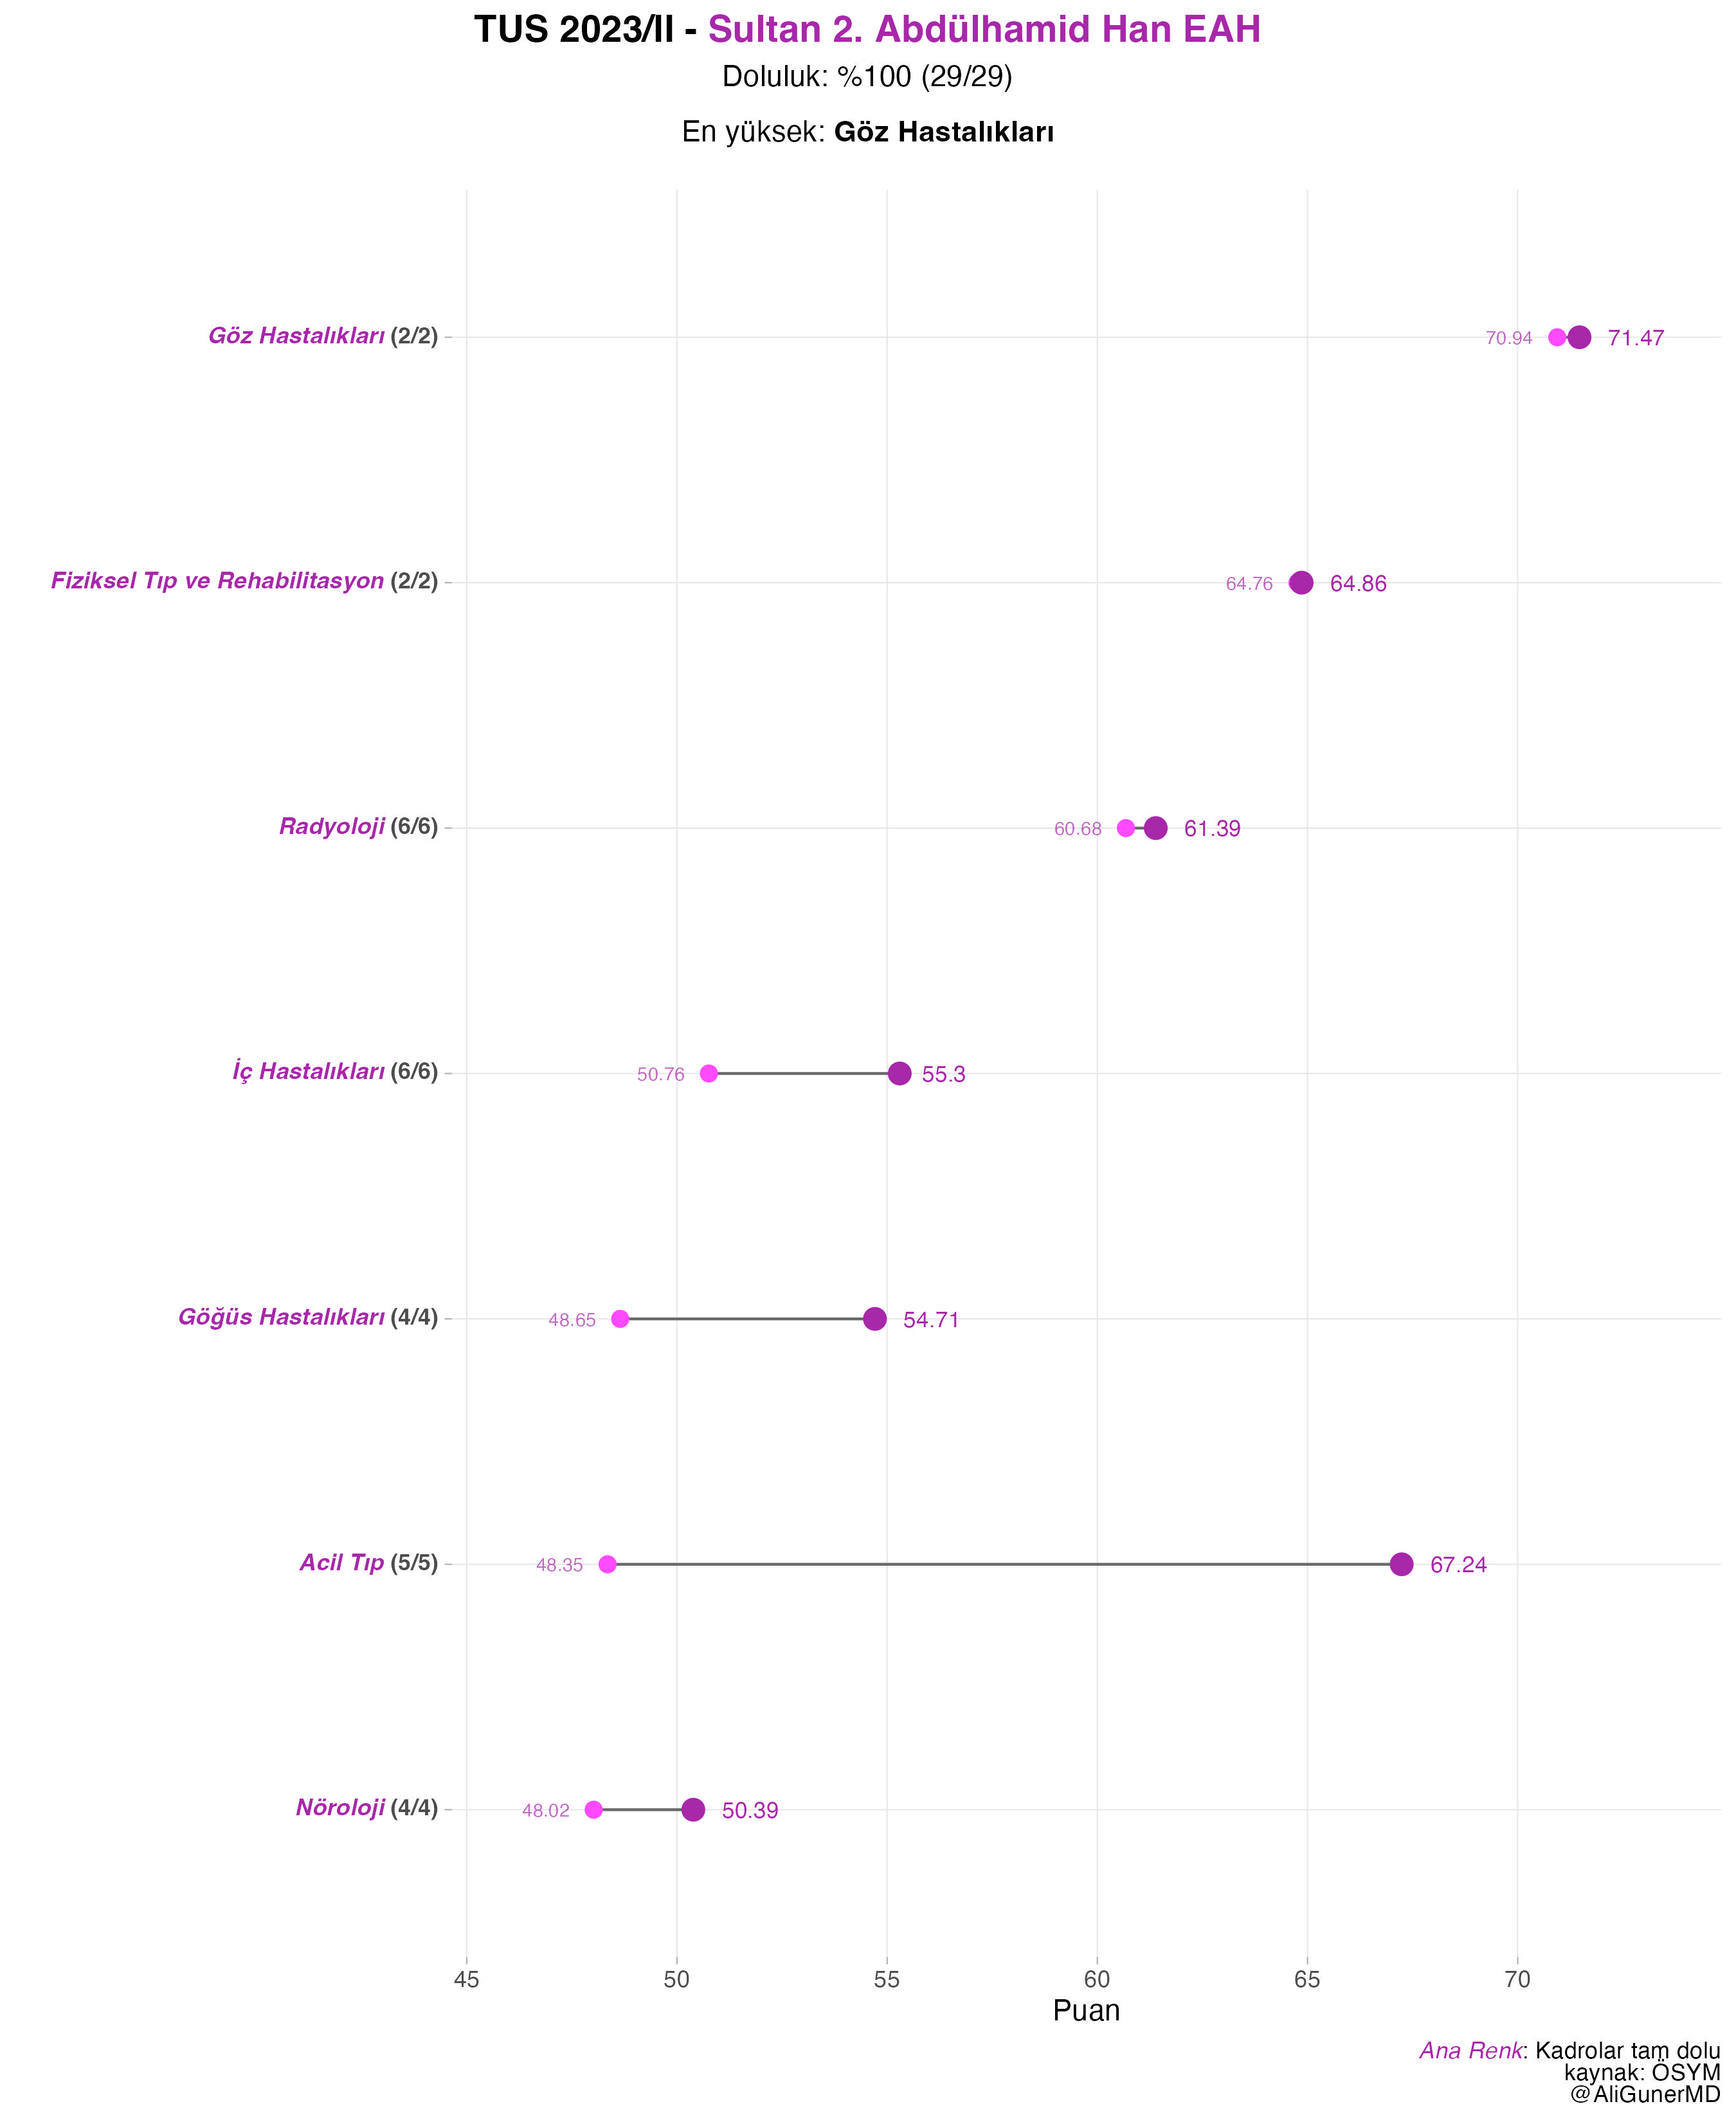 TUS 2023/II - Sultan 2. Abdülhamid Han EAH
Doluluk: %100 (29/29)
En yüksek: Göz Hastalıkları
Göz Hastalıkları (2/2) 70.94 71.47
Fiziksel Tıp ve Rehabilitasyon (2/2) 64.76 64.86
Radyoloji (6/6) 60.68 61.39
İç Hastalıkları (6/6) 50.76 55.3
Göğüs Hastalıkları (4/4) 48.65 54.71
Acil Tıp (5/5) 48.35 67.24
Nöroloji (4/4) 48.02 50.39
45 50 55 60 65 70
Puan
Ana Renk: Kadrolar tam dolu
kaynak: ÖSYM
@AliGunerMD